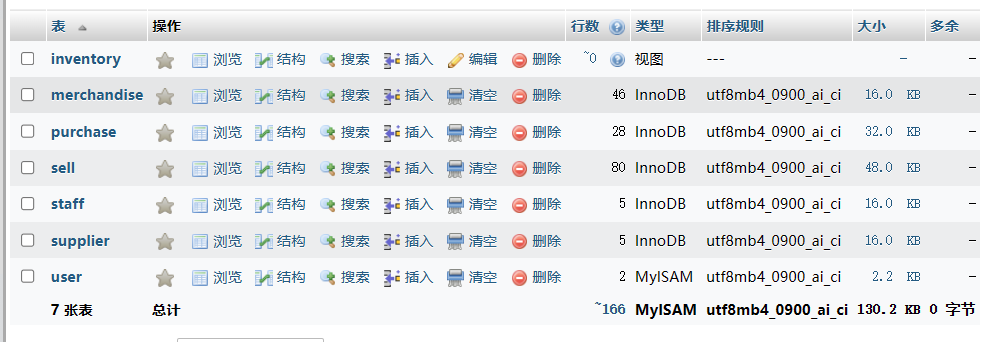 表 操作 行数 类型 排序规则 大小 多余
inventory 浏览 结构 搜索 插入 编辑 删除 ~0 视图 --- - -
merchandise 浏览 结构 搜索 插入 清空 删除 46 InnoDB utf8mb4_0900_ai_ci 16.0 KB -
purchase 浏览 结构 搜索 插入 清空 删除 28 InnoDB utf8mb4_0900_ai_ci 32.0 KB -
sell 浏览 结构 搜索 插入 清空 删除 80 InnoDB utf8mb4_0900_ai_ci 48.0 KB -
staff 浏览 结构 搜索 插入 清空 删除 5 InnoDB utf8mb4_0900_ai_ci 16.0 KB -
supplier 浏览 结构 搜索 插入 清空 删除 5 InnoDB utf8mb4_0900_ai_ci 16.0 KB -
user 浏览 结构 搜索 插入 清空 删除 2 MyISAM utf8mb4_0900_ai_ci 2.2 KB -
7 张表 总计 ~166 MyISAM utf8mb4_0900_ai_ci 130.2 KB 0 字节